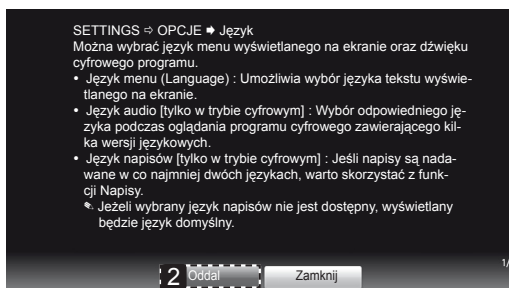 SETTINGS ⇨ OPCJE ➡ Język
Można wybrać język menu wyświetlanego na ekranie oraz dźwięku
cyfrowego programu.
• Język menu (Language) : Umożliwia wybór języka tekstu wyświe-
tlanego na ekranie.
• Język audio [tylko w trybie cyfrowym] : Wybór odpowiedniego ję-
zyka podczas oglądania programu cyfrowego zawierającego kil-
ka wersji językowych.
• Język napisów [tylko w trybie cyfrowym] : Jeśli napisy są nada-
wane w co najmniej dwóch językach, warto skorzystać z funk-
cji Napisy.
✎ Jeżeli wybrany język napisów nie jest dostępny, wyświetlany
będzie język domyślny.
1/
2 Oddal Zamknij